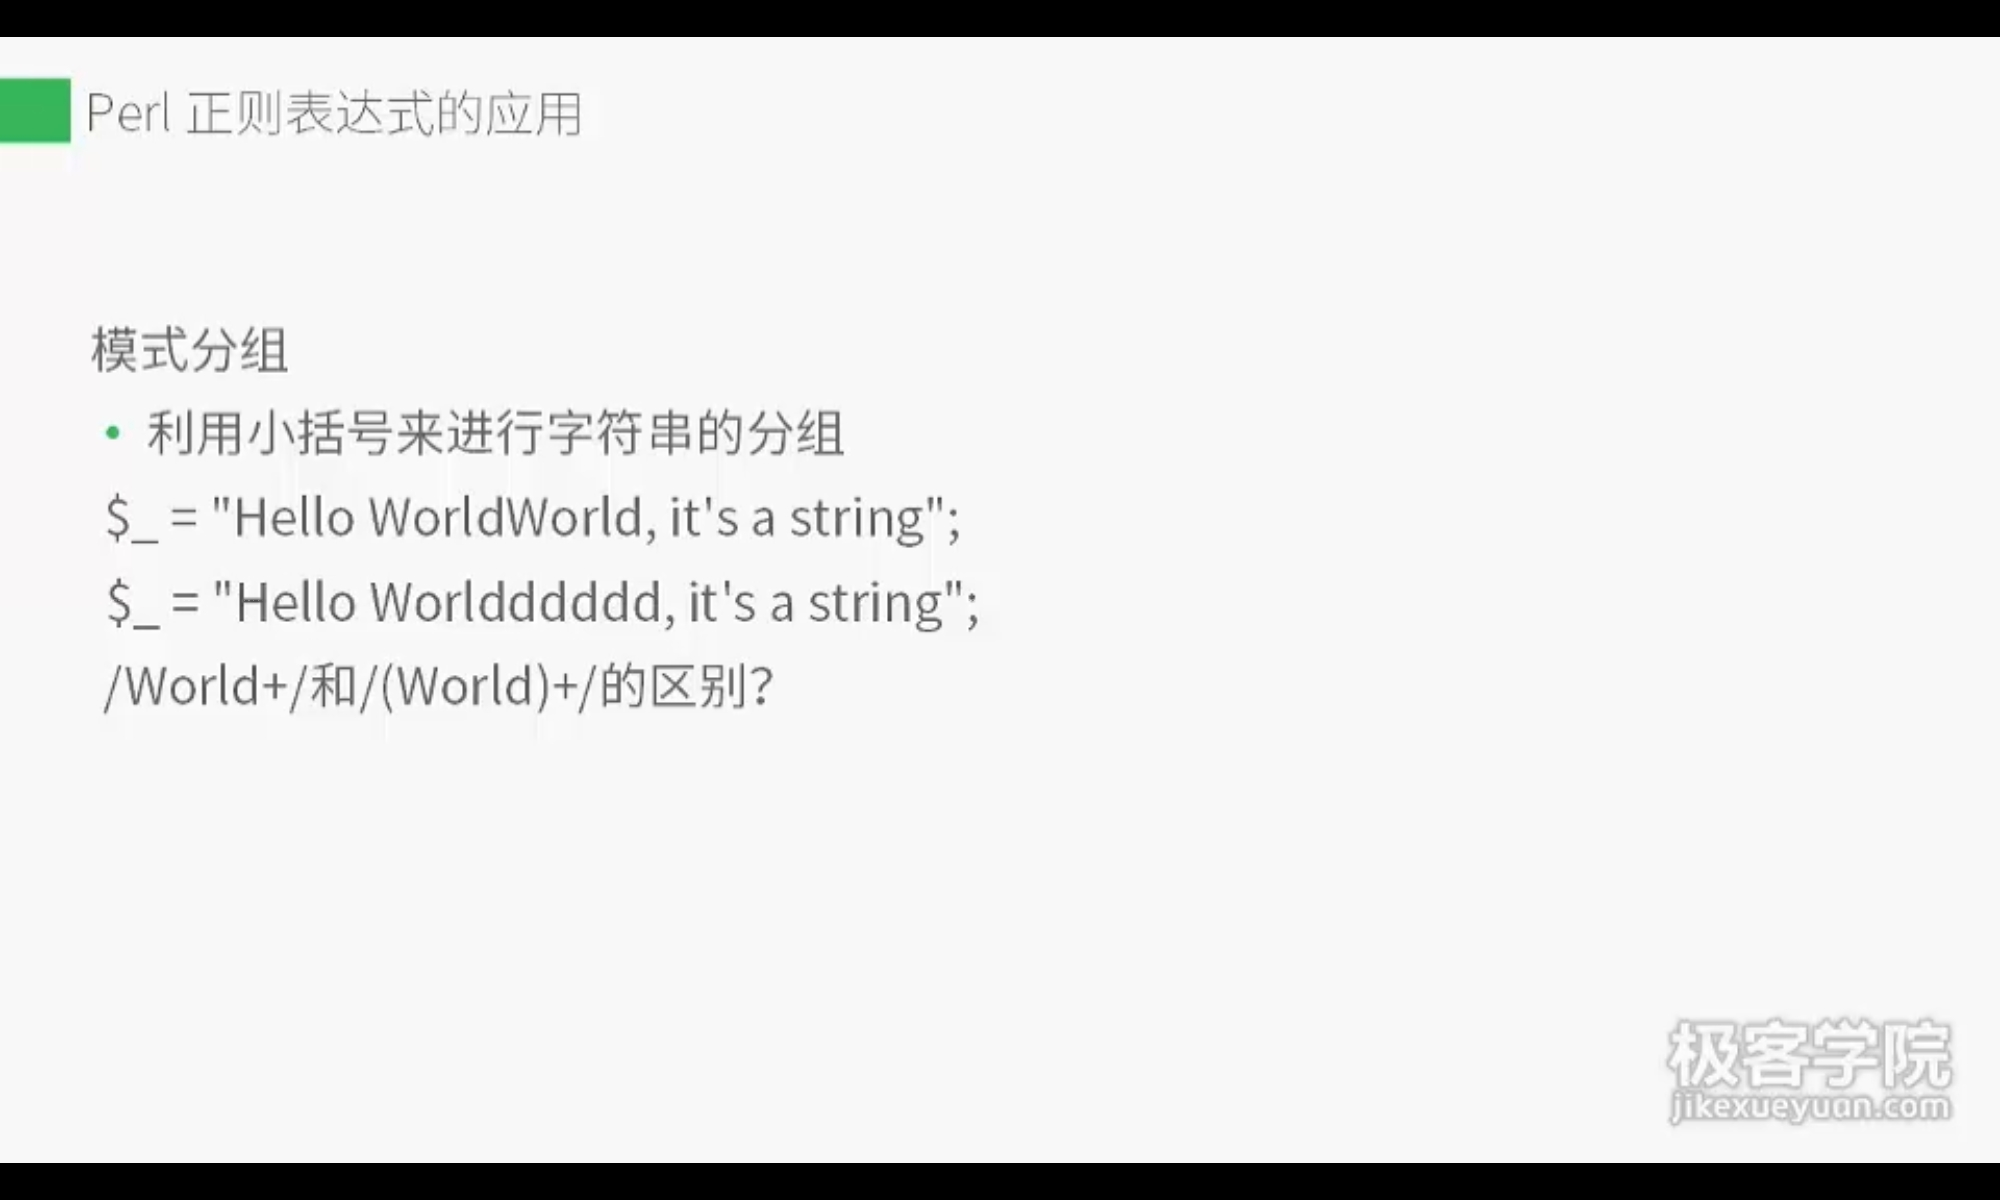 Perl 正则表达式的应用
模式分组
• 利用小括号来进行字符串的分组
$_ = "Hello WorldWorld, it's a string";
$_ = "Hello Worldddddd, it's a string";
/World+/和/(World)+/的区别？
极客学院
jikexueyuan.com